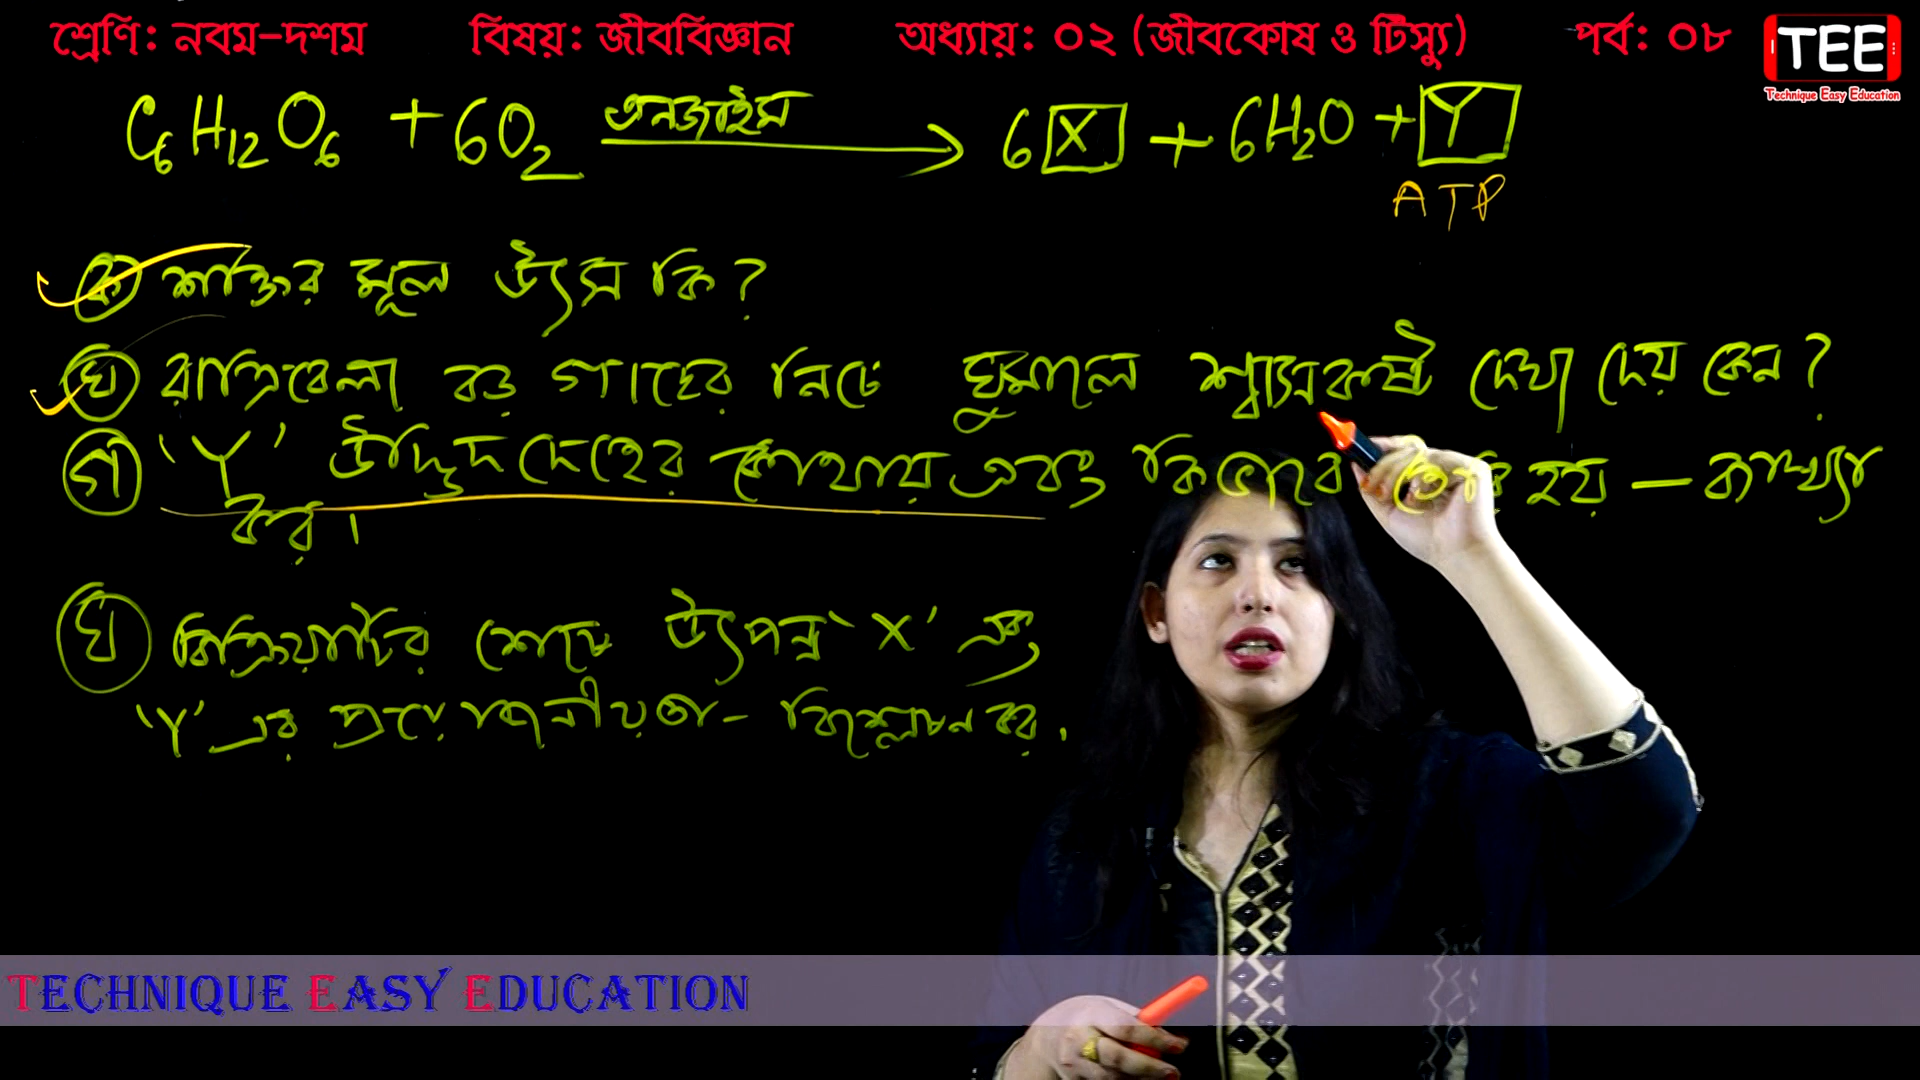 শ্রেণি: নবম-দশম বিষয়: জীববিজ্ঞান অধ্যায়: ০২ (জীবকোষ ও টিস্যু) পর্ব: ০৮
TEE
Technique Easy Education
C₆H₁₂O₆ + 6O₂ এনজাইম → 6 X + 6H₂O + Y
ATP
ক শক্তির মূল উৎস কি?
খ রাত্রিবেলা বড় গাছের নিচে ঘুমালে শ্বাসকষ্ট দেখা দেয় কেন?
গ 'Y' উদ্ভিদদেহের কোথায় এবং কিভাবে তৈরি হয় – ব্যাখ্যা
কর।
ঘ বিক্রিয়াটির শেষে উৎপন্ন 'X' এবং
'Y' এর প্রয়োজনীয়তা – বিশ্লেষন কর।
TECHNIQUE EASY EDUCATION